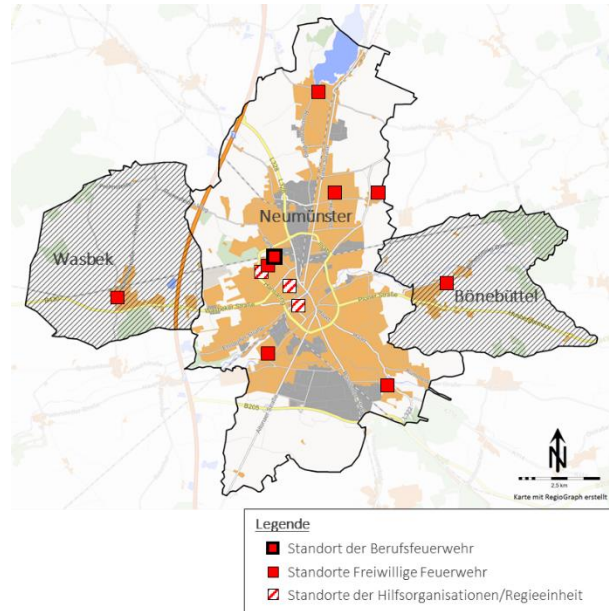 Neumünster
Wasbek
Bönebüttel
B205
N
2,5 km
Karte mit RegioGraph erstellt
Legende
Standort der Berufsfeuerwehr
Standorte Freiwillige Feuerwehr
Standorte der Hilfsorganisationen/Regieeinheit